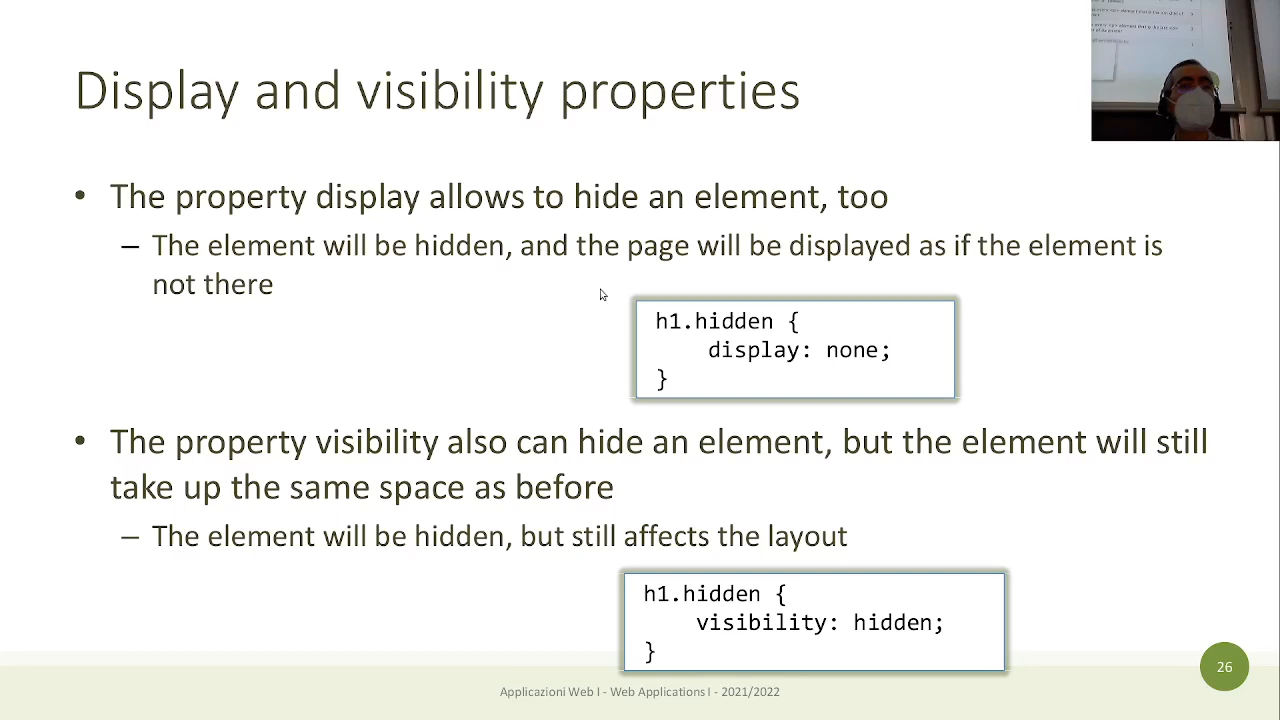 Display and visibility properties
• The property display allows to hide an element, too
– The element will be hidden, and the page will be displayed as if the element is
not there
h1.hidden {
display: none;
}
• The property visibility also can hide an element, but the element will still
take up the same space as before
– The element will be hidden, but still affects the layout
h1.hidden {
visibility: hidden;
}
26
Applicazioni Web I - Web Applications I - 2021/2022